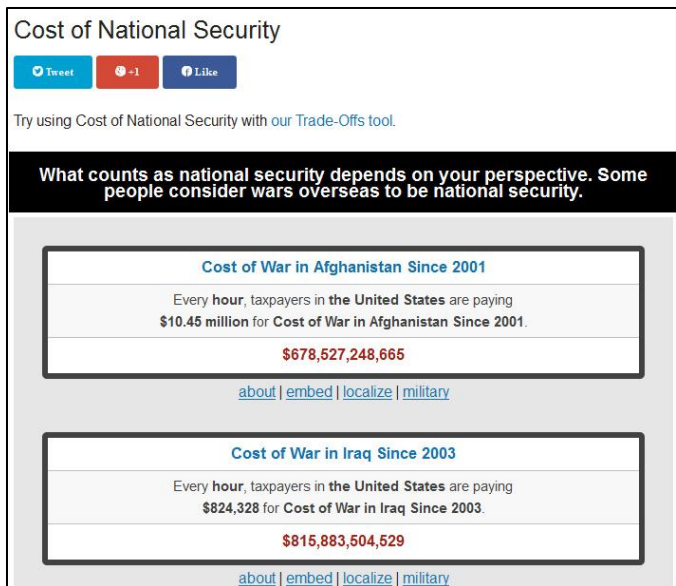 Cost of National Security
Tweet +1 Like
Try using Cost of National Security with our Trade-Offs tool.
What counts as national security depends on your perspective. Some
people consider wars overseas to be national security.
Cost of War in Afghanistan Since 2001
Every hour, taxpayers in the United States are paying
$10.45 million for Cost of War in Afghanistan Since 2001.
$678,527,248,665
about | embed | localize | military
Cost of War in Iraq Since 2003
Every hour, taxpayers in the United States are paying
$824,328 for Cost of War in Iraq Since 2003.
$815,883,504,529
about | embed | localize | military